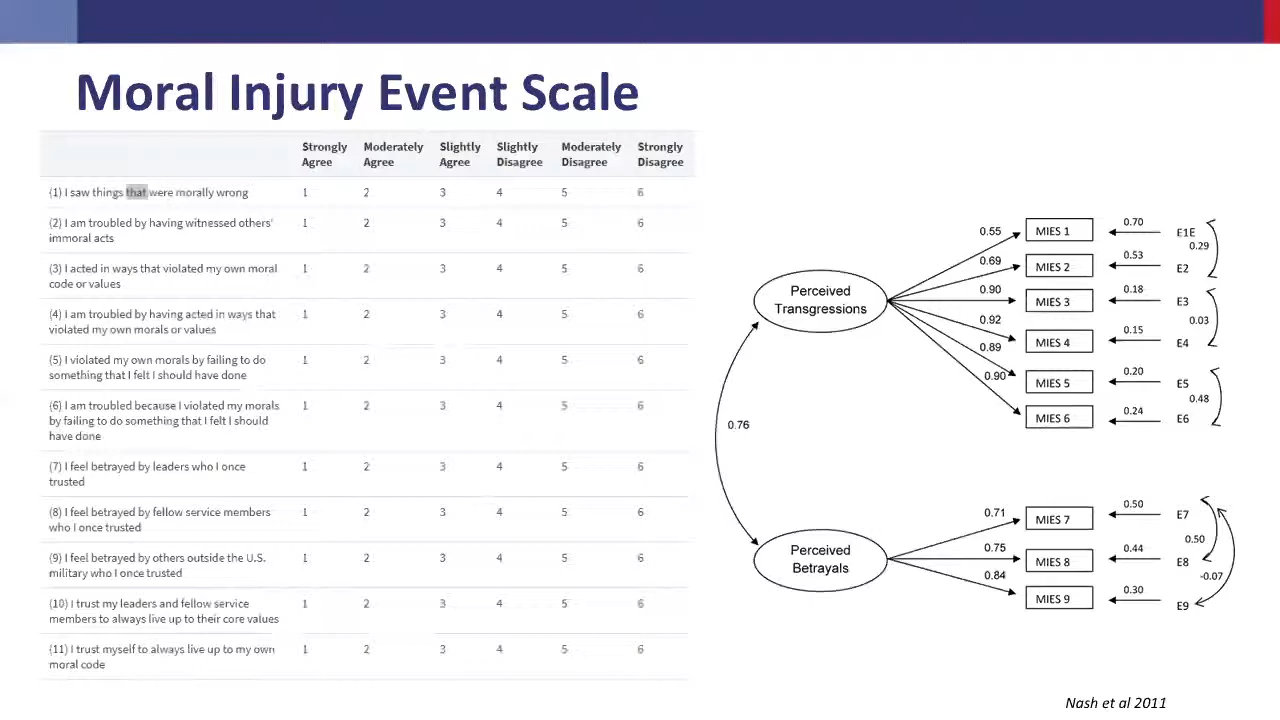 Moral Injury Event Scale
Strongly Agree Moderately Agree Slightly Agree Slightly Disagree Moderately Disagree Strongly Disagree
(1) I saw things that were morally wrong 1 2 3 4 5 6
(2) I am troubled by having witnessed others' 1 2 3 4 5 6
immoral acts
(3) I acted in ways that violated my own moral 1 2 3 4 5 6
code or values
(4) I am troubled by having acted in ways that 1 2 3 4 5 6
violated my own morals or values
(5) I violated my own morals by failing to do 1 2 3 4 5 6
something that I felt I should have done
(6) I am troubled because I violated my morals 1 2 3 4 5 6
by failing to do something that I felt I should
have done
(7) I feel betrayed by leaders who I once 1 2 3 4 5 6
trusted
(8) I feel betrayed by fellow service members 1 2 3 4 5 6
who I once trusted
(9) I feel betrayed by others outside the U.S. 1 2 3 4 5 6
military who I once trusted
(10) I trust my leaders and fellow service 1 2 3 4 5 6
members to always live up to their core values
(11) I trust myself to always live up to my own 1 2 3 4 5 6
moral code
Perceived
Transgressions
0.55 MIES 1 0.70 E1E
0.29
0.69 MIES 2 0.53 E2
0.90 MIES 3 0.18 E3
0.03
0.92 MIES 4 0.15 E4
0.89 MIES 5 0.20 E5
0.48
0.90 MIES 6 0.24 E6
0.76
Perceived
Betrayals
0.71 MIES 7 0.50 E7
0.50
0.75 MIES 8 0.44 E8
-0.07
0.84 MIES 9 0.30 E9
Nash et al 2011